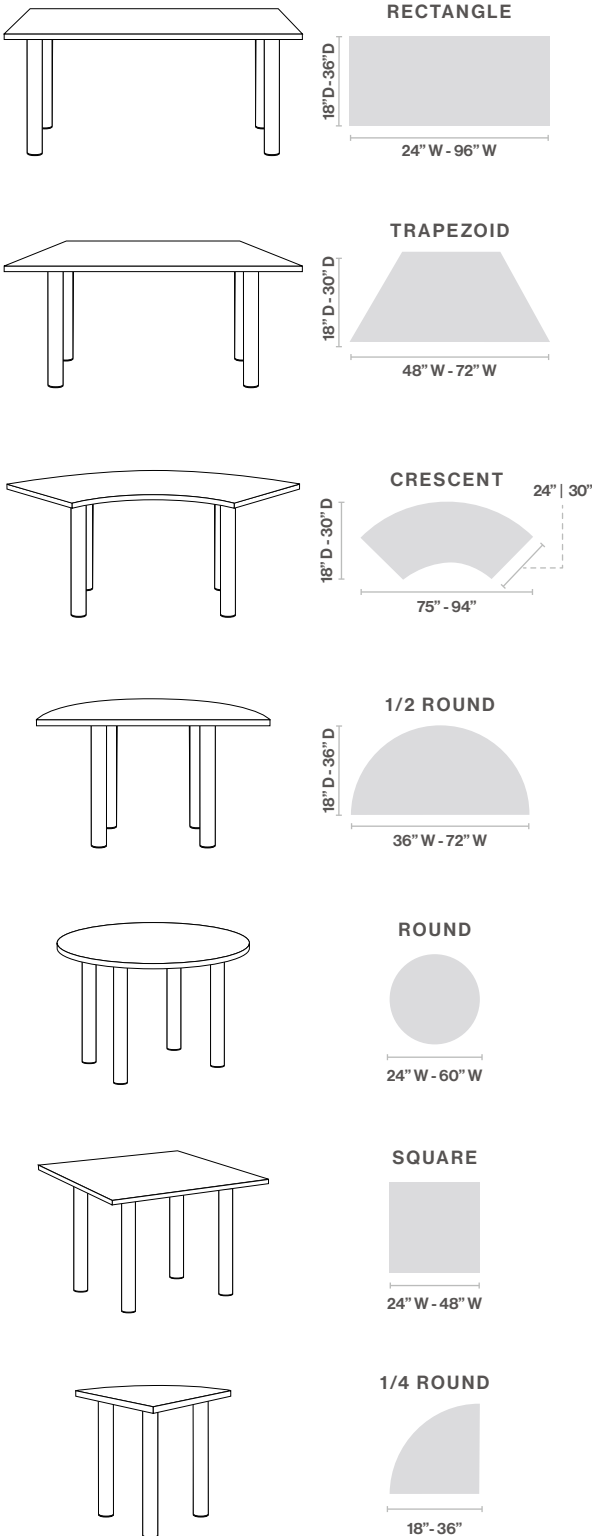 RECTANGLE
18” D - 36” D
24” W - 96” W
TRAPEZOID
18” D - 30” D
48” W - 72” W
CRESCENT
24” | 30”
18” D - 30” D
75” - 94”
1/2 ROUND
18” D - 36” D
36” W - 72” W
ROUND
24” W - 60” W
SQUARE
24” W - 48” W
1/4 ROUND
18” - 36”